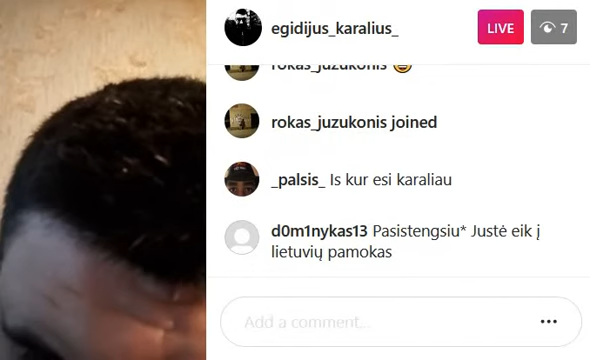 egidijus_karalius_
LIVE
7
rokas_juzukonis 😄
rokas_juzukonis joined
_palsis_ Is kur esi karaliau
d0m1nykas13 Pasistengsiu* Justė eik į
lietuvių pamokas
Add a comment...